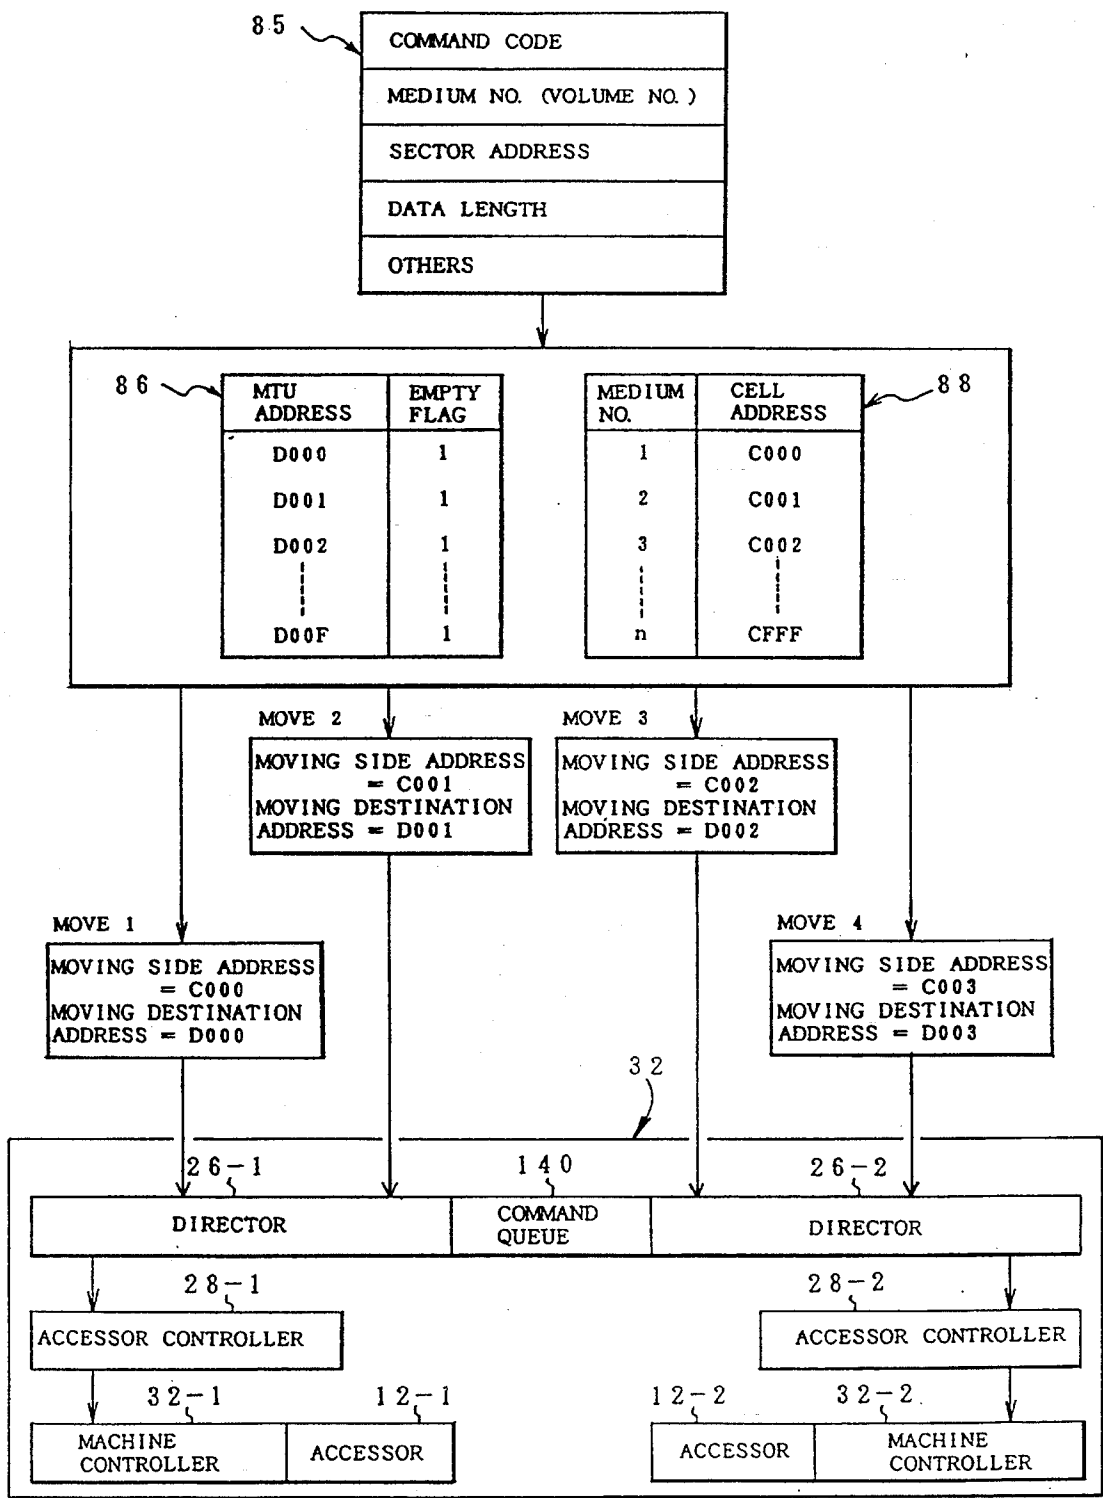 85
COMMAND CODE
MEDIUM NO. (VOLUME NO.)
SECTOR ADDRESS
DATA LENGTH
OTHERS
86
MTU ADDRESS
EMPTY FLAG
D000 1
D001 1
D002 1
D00F 1
MEDIUM NO.
CELL ADDRESS
88
1 C000
2 C001
3 C002
n CFFF
MOVE 2
MOVING SIDE ADDRESS
= C001
MOVING DESTINATION
ADDRESS = D001
MOVE 3
MOVING SIDE ADDRESS
= C002
MOVING DESTINATION
ADDRESS = D002
MOVE 1
MOVING SIDE ADDRESS
= C000
MOVING DESTINATION
ADDRESS = D000
MOVE 4
MOVING SIDE ADDRESS
= C003
MOVING DESTINATION
ADDRESS = D003
32
26-1
140
26-2
DIRECTOR
COMMAND
QUEUE
DIRECTOR
28-1
28-2
ACCESSOR CONTROLLER
ACCESSOR CONTROLLER
32-1
12-1
12-2
32-2
MACHINE
CONTROLLER
ACCESSOR
ACCESSOR
MACHINE
CONTROLLER